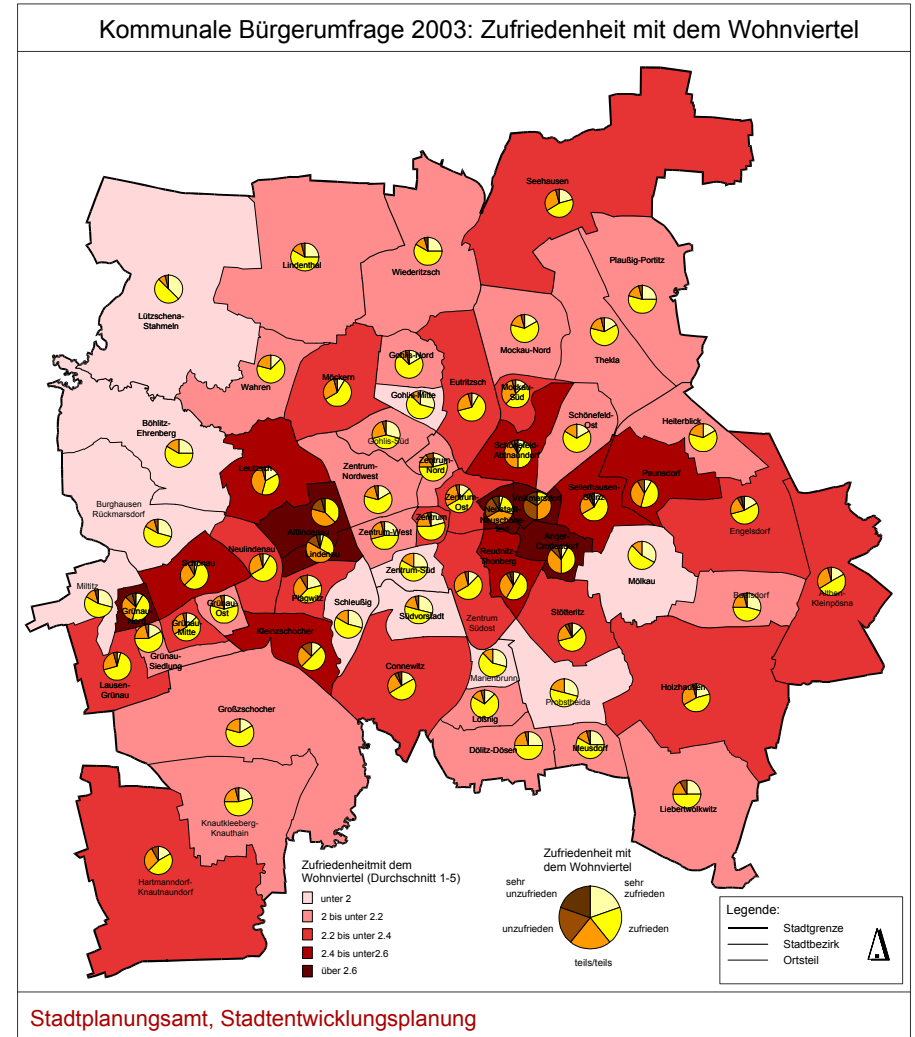 Kommunale Bürgerumfrage 2003: Zufriedenheit mit dem Wohnviertel
Seehausen
Plaußig-Portitz
Lindenthal
Wiederitzsch
Lützschena-
Stahmeln
Mockau-Nord
Thekla
Gohlis-Nord
Wahren
Möckern
Eutritzsch
Mockau-
Süd
Gohlis-Mitte
Böhlitz-
Ehrenberg
Schönefeld-
Ost
Heiterblick
Gohlis-Süd
Schönefeld-
Abtnaundorf
Leutzsch
Zentrum-
Nordwest
Zentrum-
Nord
Paunsdorf
Sellerhausen-
Stünz
Burghausen
Rückmarsdorf
Zentrum-
Ost
Volkmarsdorf
Neustadt-
Neuschöne-
feld
Altlindenau
Zentrum
Zentrum-West
Engelsdorf
Lindenau
Anger-
Crottendorf
Neulindenau
Schönau
Reudnitz-
Thonberg
Zentrum-Süd
Mölkau
Miltitz
Plagwitz
Schleußig
Südvorstadt
Baalsdorf
Althen-
Kleinpösna
Grünau-
Nord
Grünau-
Ost
Grünau-
Mitte
Zentrum
Südost
Stötteritz
Kleinzschocher
Grünau-
Siedlung
Connewitz
Marienbrunn
Lausen-
Grünau
Probstheida
Holzhausen
Großzschocher
Lößnig
Dölitz-Dösen
Meusdorf
Liebertwolkwitz
Knautkleeberg-
Knauthain
Hartmanndorf-
Knautnaundorf
Zufriedenheitmit dem
Wohnviertel (Durchschnitt 1-5)
unter 2
2 bis unter 2.2
2.2 bis unter 2.4
2.4 bis unter2.6
über 2.6
Zufriedenheit mit
dem Wohnviertel
sehr
unzufrieden
sehr
zufrieden
unzufrieden
zufrieden
teils/teils
Legende:
Stadtgrenze
Stadtbezirk
Ortsteil
Stadtplanungsamt, Stadtentwicklungsplanung